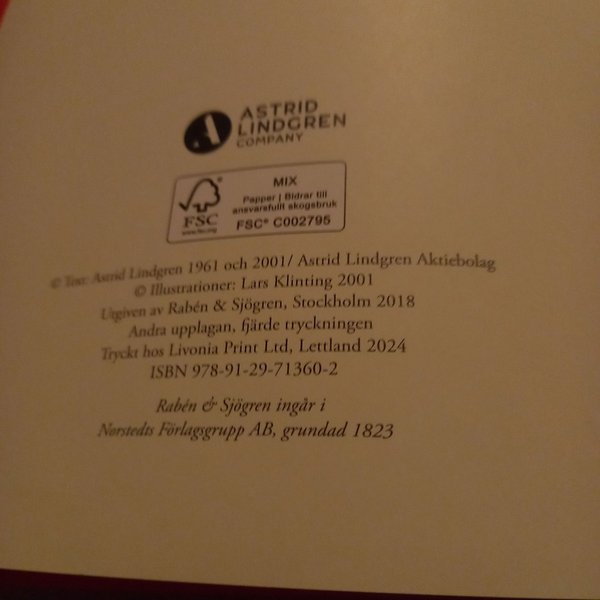 A
ASTRID
LINDGREN
COMPANY
FSC
www.fsc.org
MIX
Papper | Bidrar till
ansvarsfullt skogsbruk
FSC® C002795
© Text: Astrid Lindgren 1961 och 2001/ Astrid Lindgren Aktiebolag
© Illustrationer: Lars Klinting 2001
Utgiven av Rabén & Sjögren, Stockholm 2018
Andra upplagan, fjärde tryckningen
Tryckt hos Livonia Print Ltd, Lettland 2024
ISBN 978-91-29-71360-2
Rabén & Sjögren ingår i
Norstedts Förlagsgrupp AB, grundad 1823